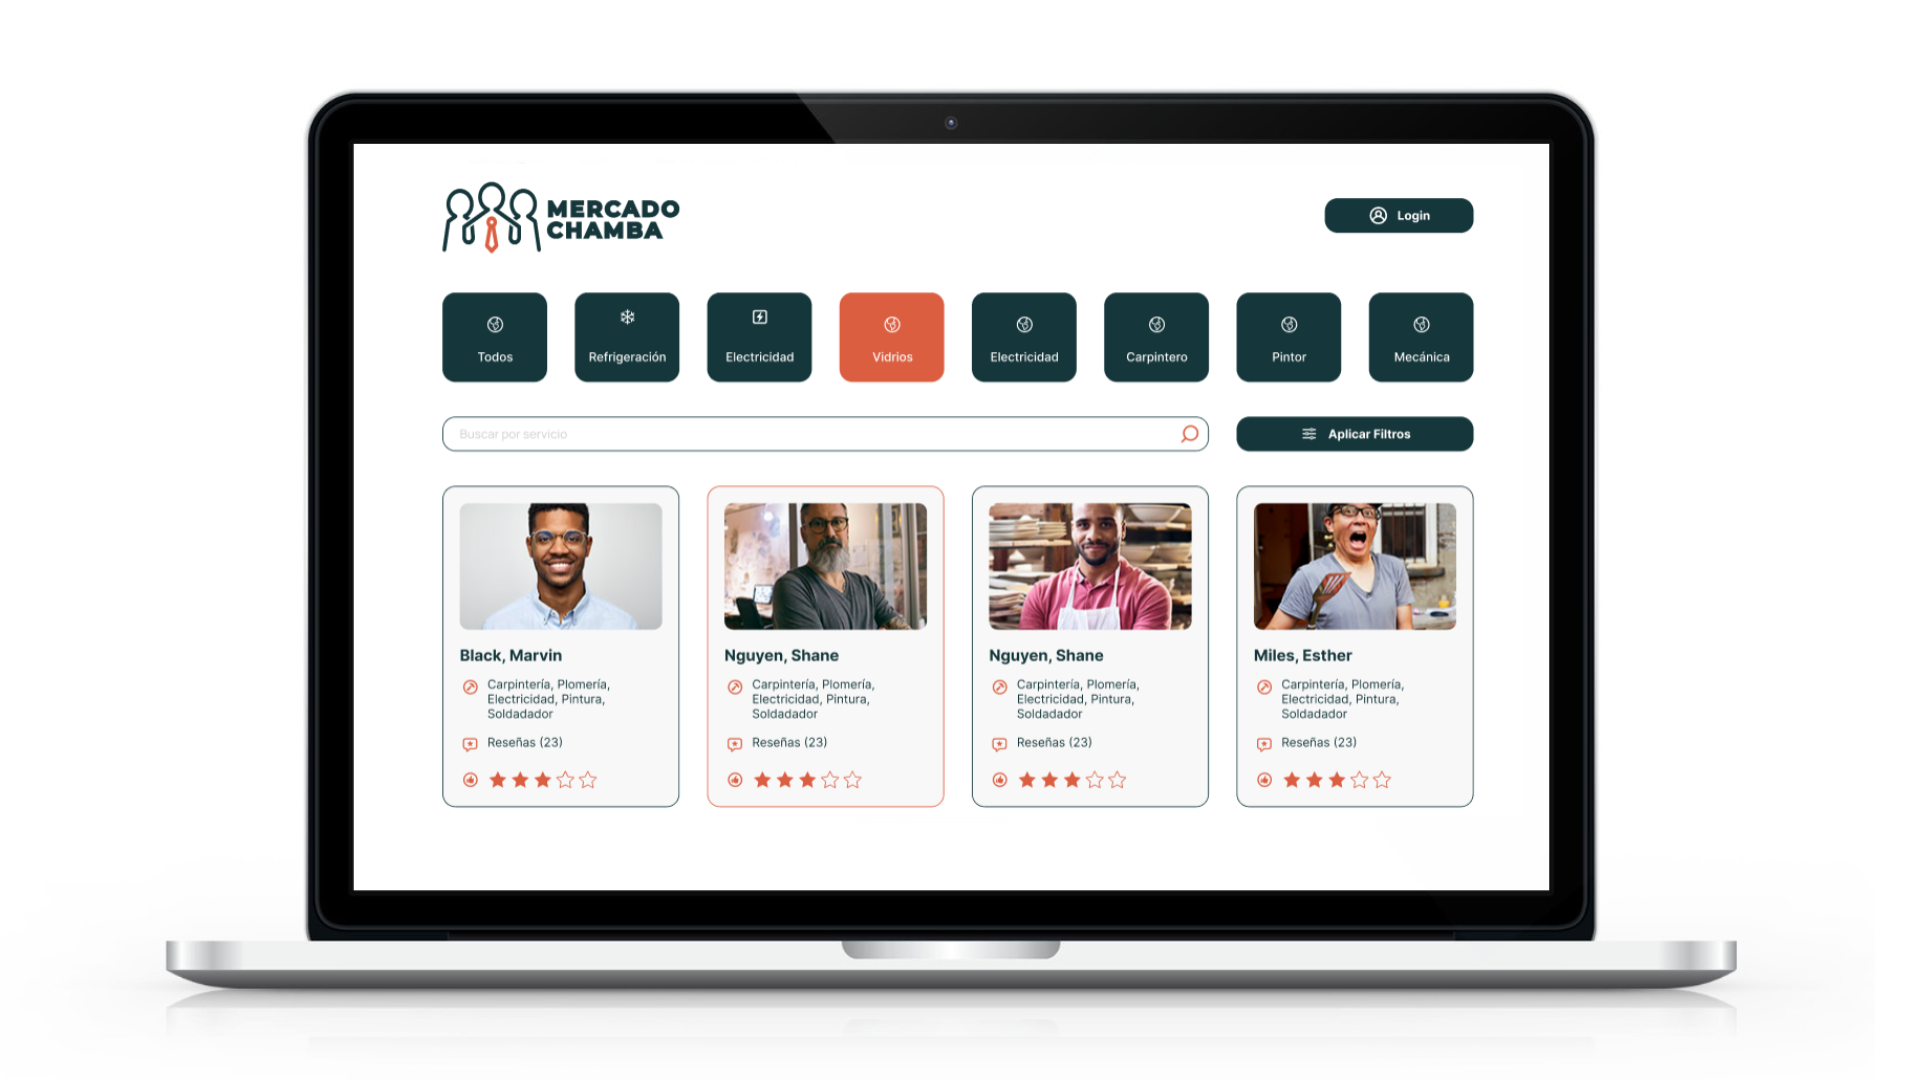 MERCADO
CHAMBA
Login
Todos
Refrigeración
Electricidad
Vidrios
Electricidad
Carpintero
Pintor
Mecánica
Buscar por servicio
Aplicar Filtros
Black, Marvin
Carpintería, Plomería,
Electricidad, Pintura,
Soldadador
Reseñas (23)
Nguyen, Shane
Carpintería, Plomería,
Electricidad, Pintura,
Soldadador
Reseñas (23)
Nguyen, Shane
Carpintería, Plomería,
Electricidad, Pintura,
Soldadador
Reseñas (23)
Miles, Esther
Carpintería, Plomería,
Electricidad, Pintura,
Soldadador
Reseñas (23)